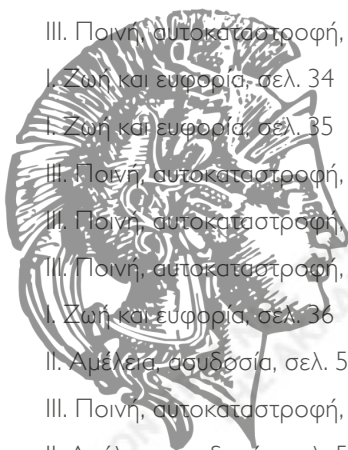 III. Ποινή, αυτοκαταστροφή,
I. Ζωή και ευφορία, σελ. 34
I. Ζωή και ευφορία, σελ. 35
III. Ποινή, αυτοκαταστροφή,
III. Ποινή, αυτοκαταστροφή,
III. Ποινή, αυτοκαταστροφή,
I. Ζωή και ευφορία, σελ. 36
II. Αμέλεια, ασυδοσία, σελ. 5
III. Ποινή, αυτοκαταστροφή,